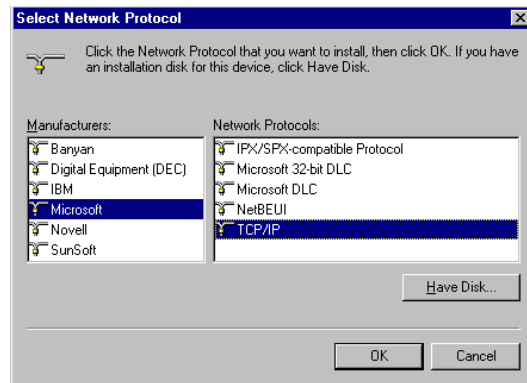 Select Network Protocol
Click the Network Protocol that you want to install, then click OK. If you have
an installation disk for this device, click Have Disk.
Manufacturers:
Banyan
Digital Equipment (DEC)
IBM
Microsoft
Novell
SunSoft
Network Protocols:
IPX/SPX-compatible Protocol
Microsoft 32-bit DLC
Microsoft DLC
NetBEUI
TCP/IP
Have Disk...
OK
Cancel